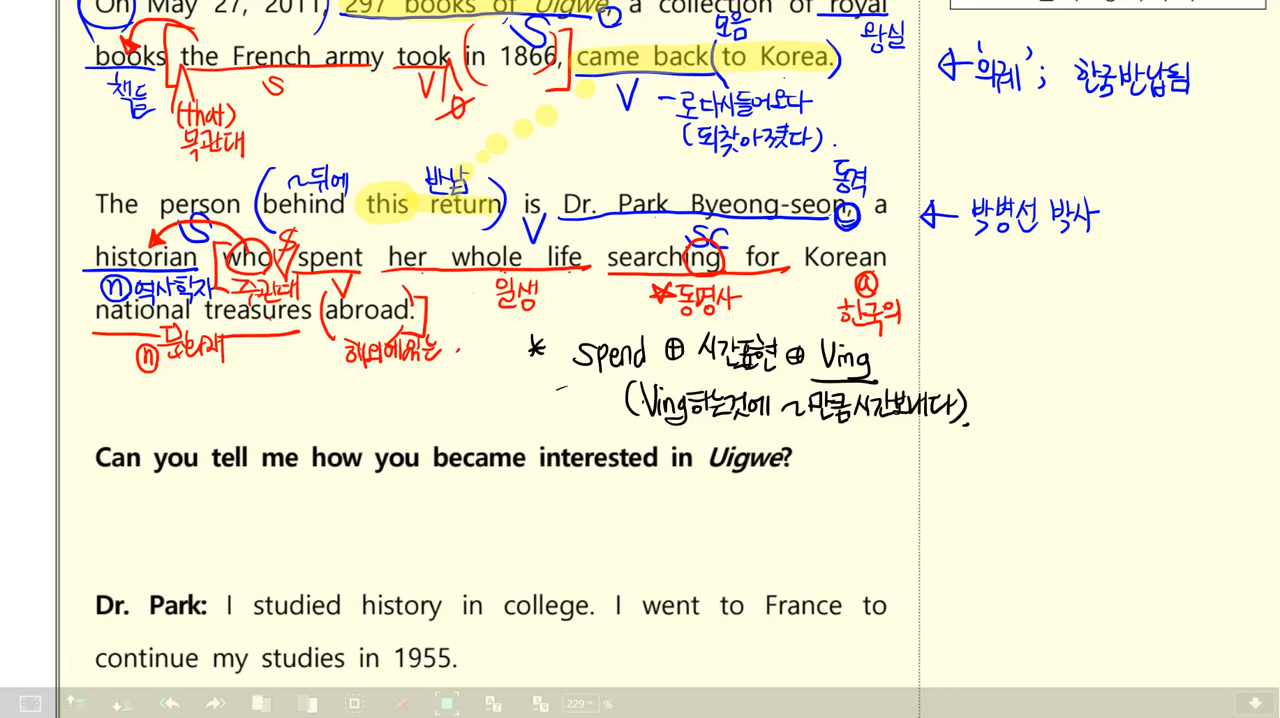 On May 27, 2011, 297 books of Uigwe, a collection of royal
모음
S
왕실
books the French army took in 1866, came back to Korea.
책들
S
V
V
(that)
목관대
~로 다시 들어오다
(되찾아졌다).
'의궤'; 한국반납됨
~뒤에
반납
동격
The person behind this return is Dr. Park Byeong-seon, a
S
V
SC
박병선 박사
historian who spent her whole life searching for Korean
n 역사학자
주관대
V
일생
동명사
a
한국의
national treasures (abroad.)
n 문화재
해외에 있는
* spend ⊕ 시간표현 ⊕ Ving
(Ving하는것에 ~만큼 시간보내다).
Can you tell me how you became interested in Uigwe?
Dr. Park: I studied history in college. I went to France to
continue my studies in 1955.
229 %